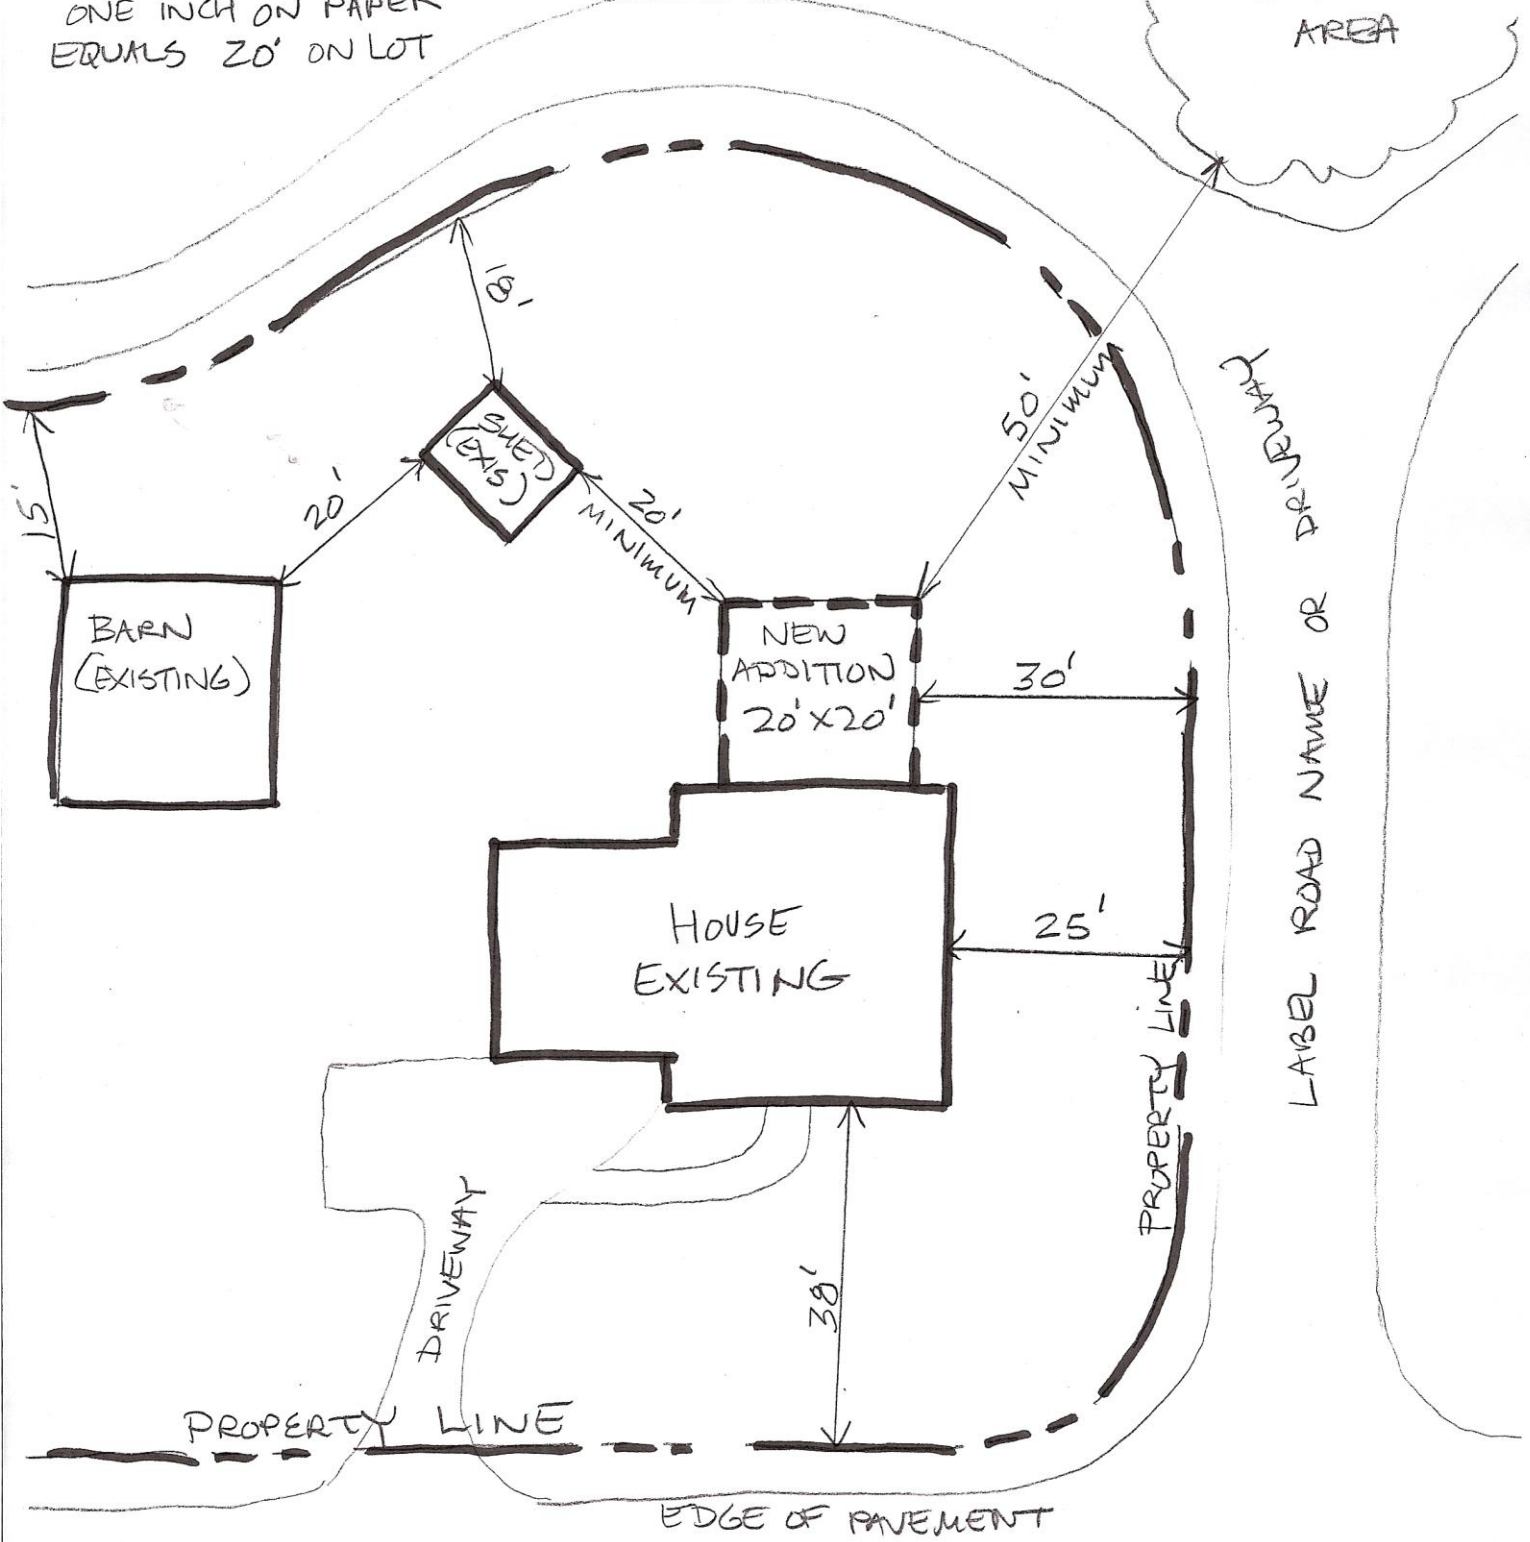 ONE INCH ON PAPER
EQUALS 20' ON LOT
AREA
18'
15'
20'
SHED
(EXIS)
20'
MINIMUM
50'
MINIMUM
BARN
(EXISTING)
NEW
ADDITION
20'X20'
30'
LABEL ROAD NAME OR DRIVEWAY
HOUSE
EXISTING
25'
PROPERTY LINE
38'
DRIVEWAY
PROPERTY LINE
EDGE OF PAVEMENT